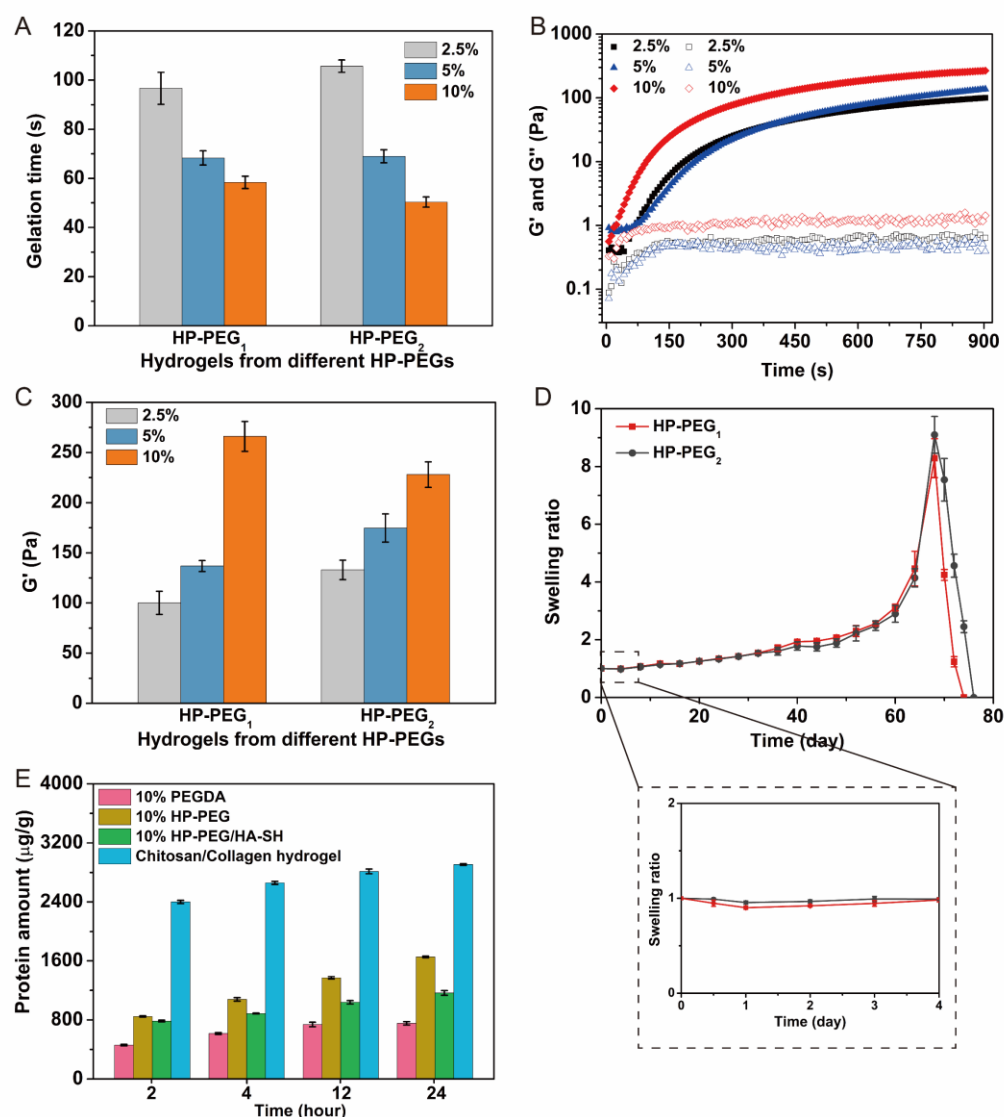 A
Gelation time (s)
120
100
80
60
40
20
0
2.5%
5%
10%
HP-PEG₁ HP-PEG₂
Hydrogels from different HP-PEGs
B
G' and G'' (Pa)
1000
100
10
1
0.1
2.5% 2.5%
5% 5%
10% 10%
0 150 300 450 600 750 900
Time (s)
C
G' (Pa)
300
250
200
150
100
50
0
2.5%
5%
10%
HP-PEG₁ HP-PEG₂
Hydrogels from different HP-PEGs
D
Swelling ratio
10
8
6
4
2
0
HP-PEG₁
HP-PEG₂
0 20 40 60 80
Time (day)
Swelling ratio
2
1
0
0 1 2 3 4
Time (day)
E
Protein amount (μg/g)
4000
3200
2400
1600
800
0
10% PEGDA
10% HP-PEG
10% HP-PEG/HA-SH
Chitosan/Collagen hydrogel
2 4 12 24
Time (hour)